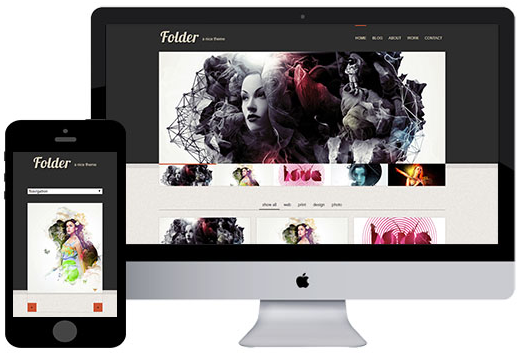 Folder a nice theme
HOME BLOG ABOUT WORK CONTACT
Love
show all web print design photo
Folder a nice theme
Navigation